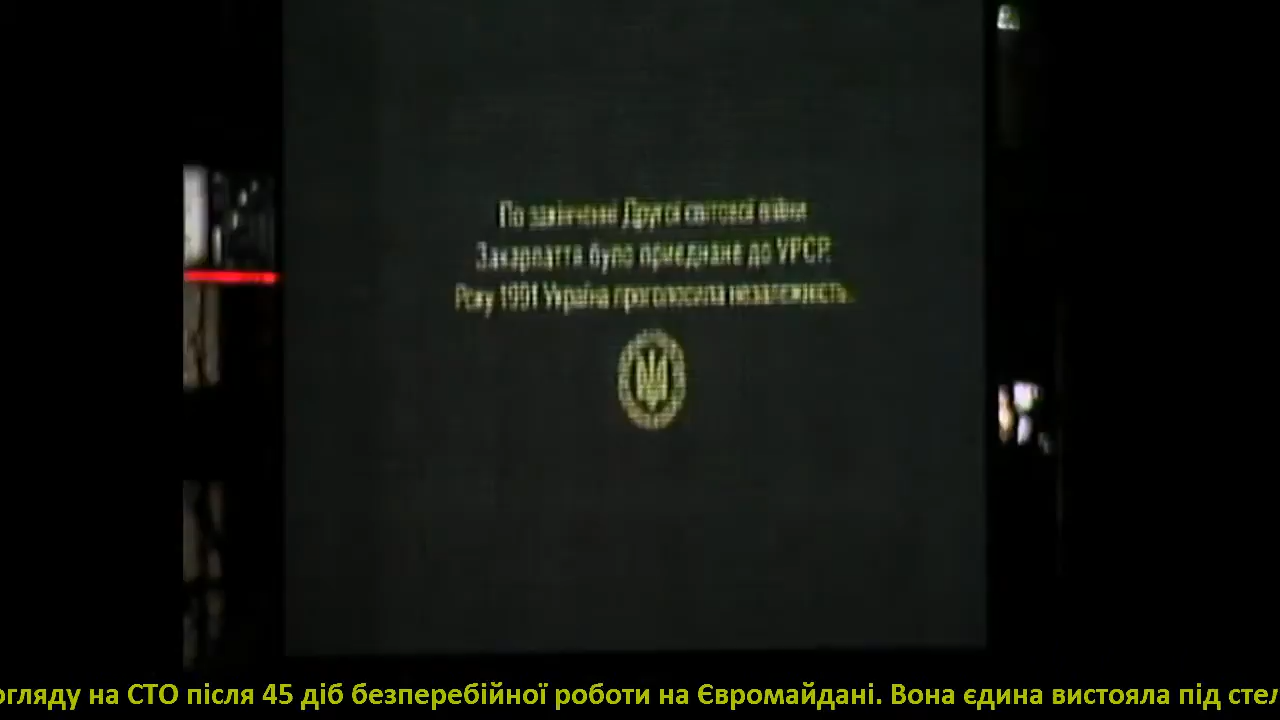 По закінченні Другої світової війни
Закарпаття було приєднане до УРСР.
Року 1991 Україна проголосила незалежність.
огляду на СТО після 45 діб безперебійної роботи на Євромайдані. Вона єдина вистояла під стел